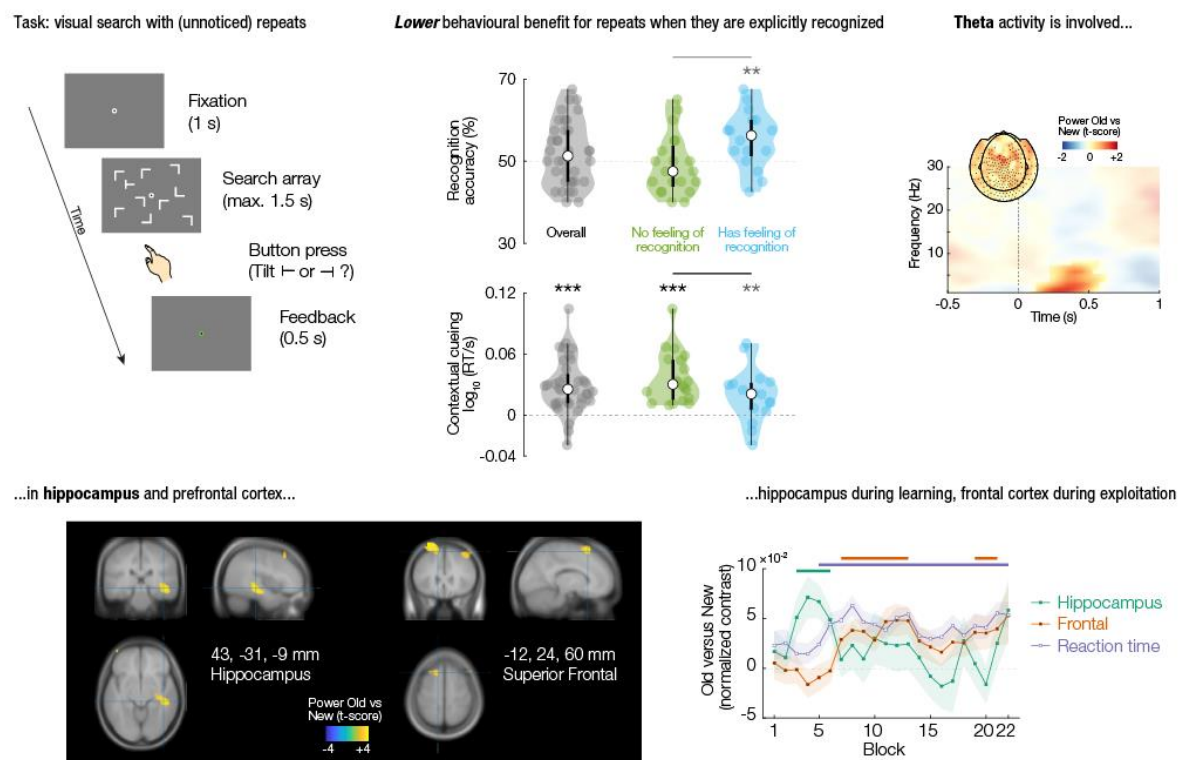 Task: visual search with (unnoticed) repeats
Fixation
(1 s)
Search array
(max. 1.5 s)
Time
Button press
(Tilt ⊢ or ⊣ ?)
Feedback
(0.5 s)
Lower behavioural benefit for repeats when they are explicitly recognized
Recognition
accuracy (%)
70
50
30
**
Overall
No feeling of
recognition
Has feeling of
recognition
Contextual cueing
log10 (RT/s)
0.12
0.06
0
-0.04
***
***
**
Theta activity is involved...
Power Old vs
New (t-score)
-2
0
+2
Frequency (Hz)
30
20
10
-0.5
0
0.5
1
Time (s)
...in hippocampus and prefrontal cortex...
43, -31, -9 mm
Hippocampus
-12, 24, 60 mm
Superior Frontal
Power Old vs
New (t-score)
-4
+4
...hippocampus during learning, frontal cortex during exploitation
Old versus New
(normalized contrast)
10 ×10-2
5
0
-5
1
5
10
15
20
22
Block
Hippocampus
Frontal
Reaction time